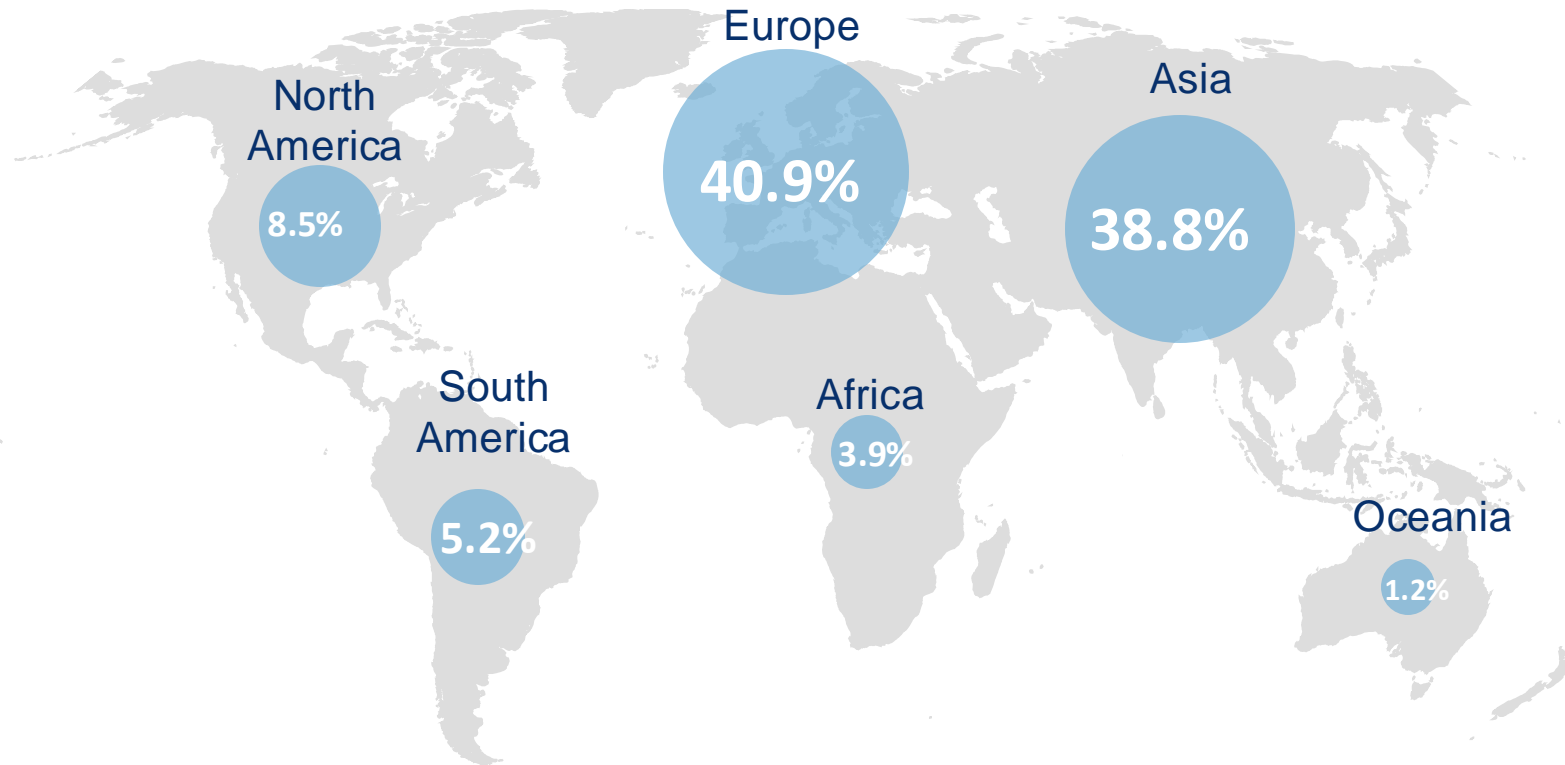 Europe
40.9%
Asia
38.8%
North
America
8.5%
South
America
5.2%
Africa
3.9%
Oceania
1.2%